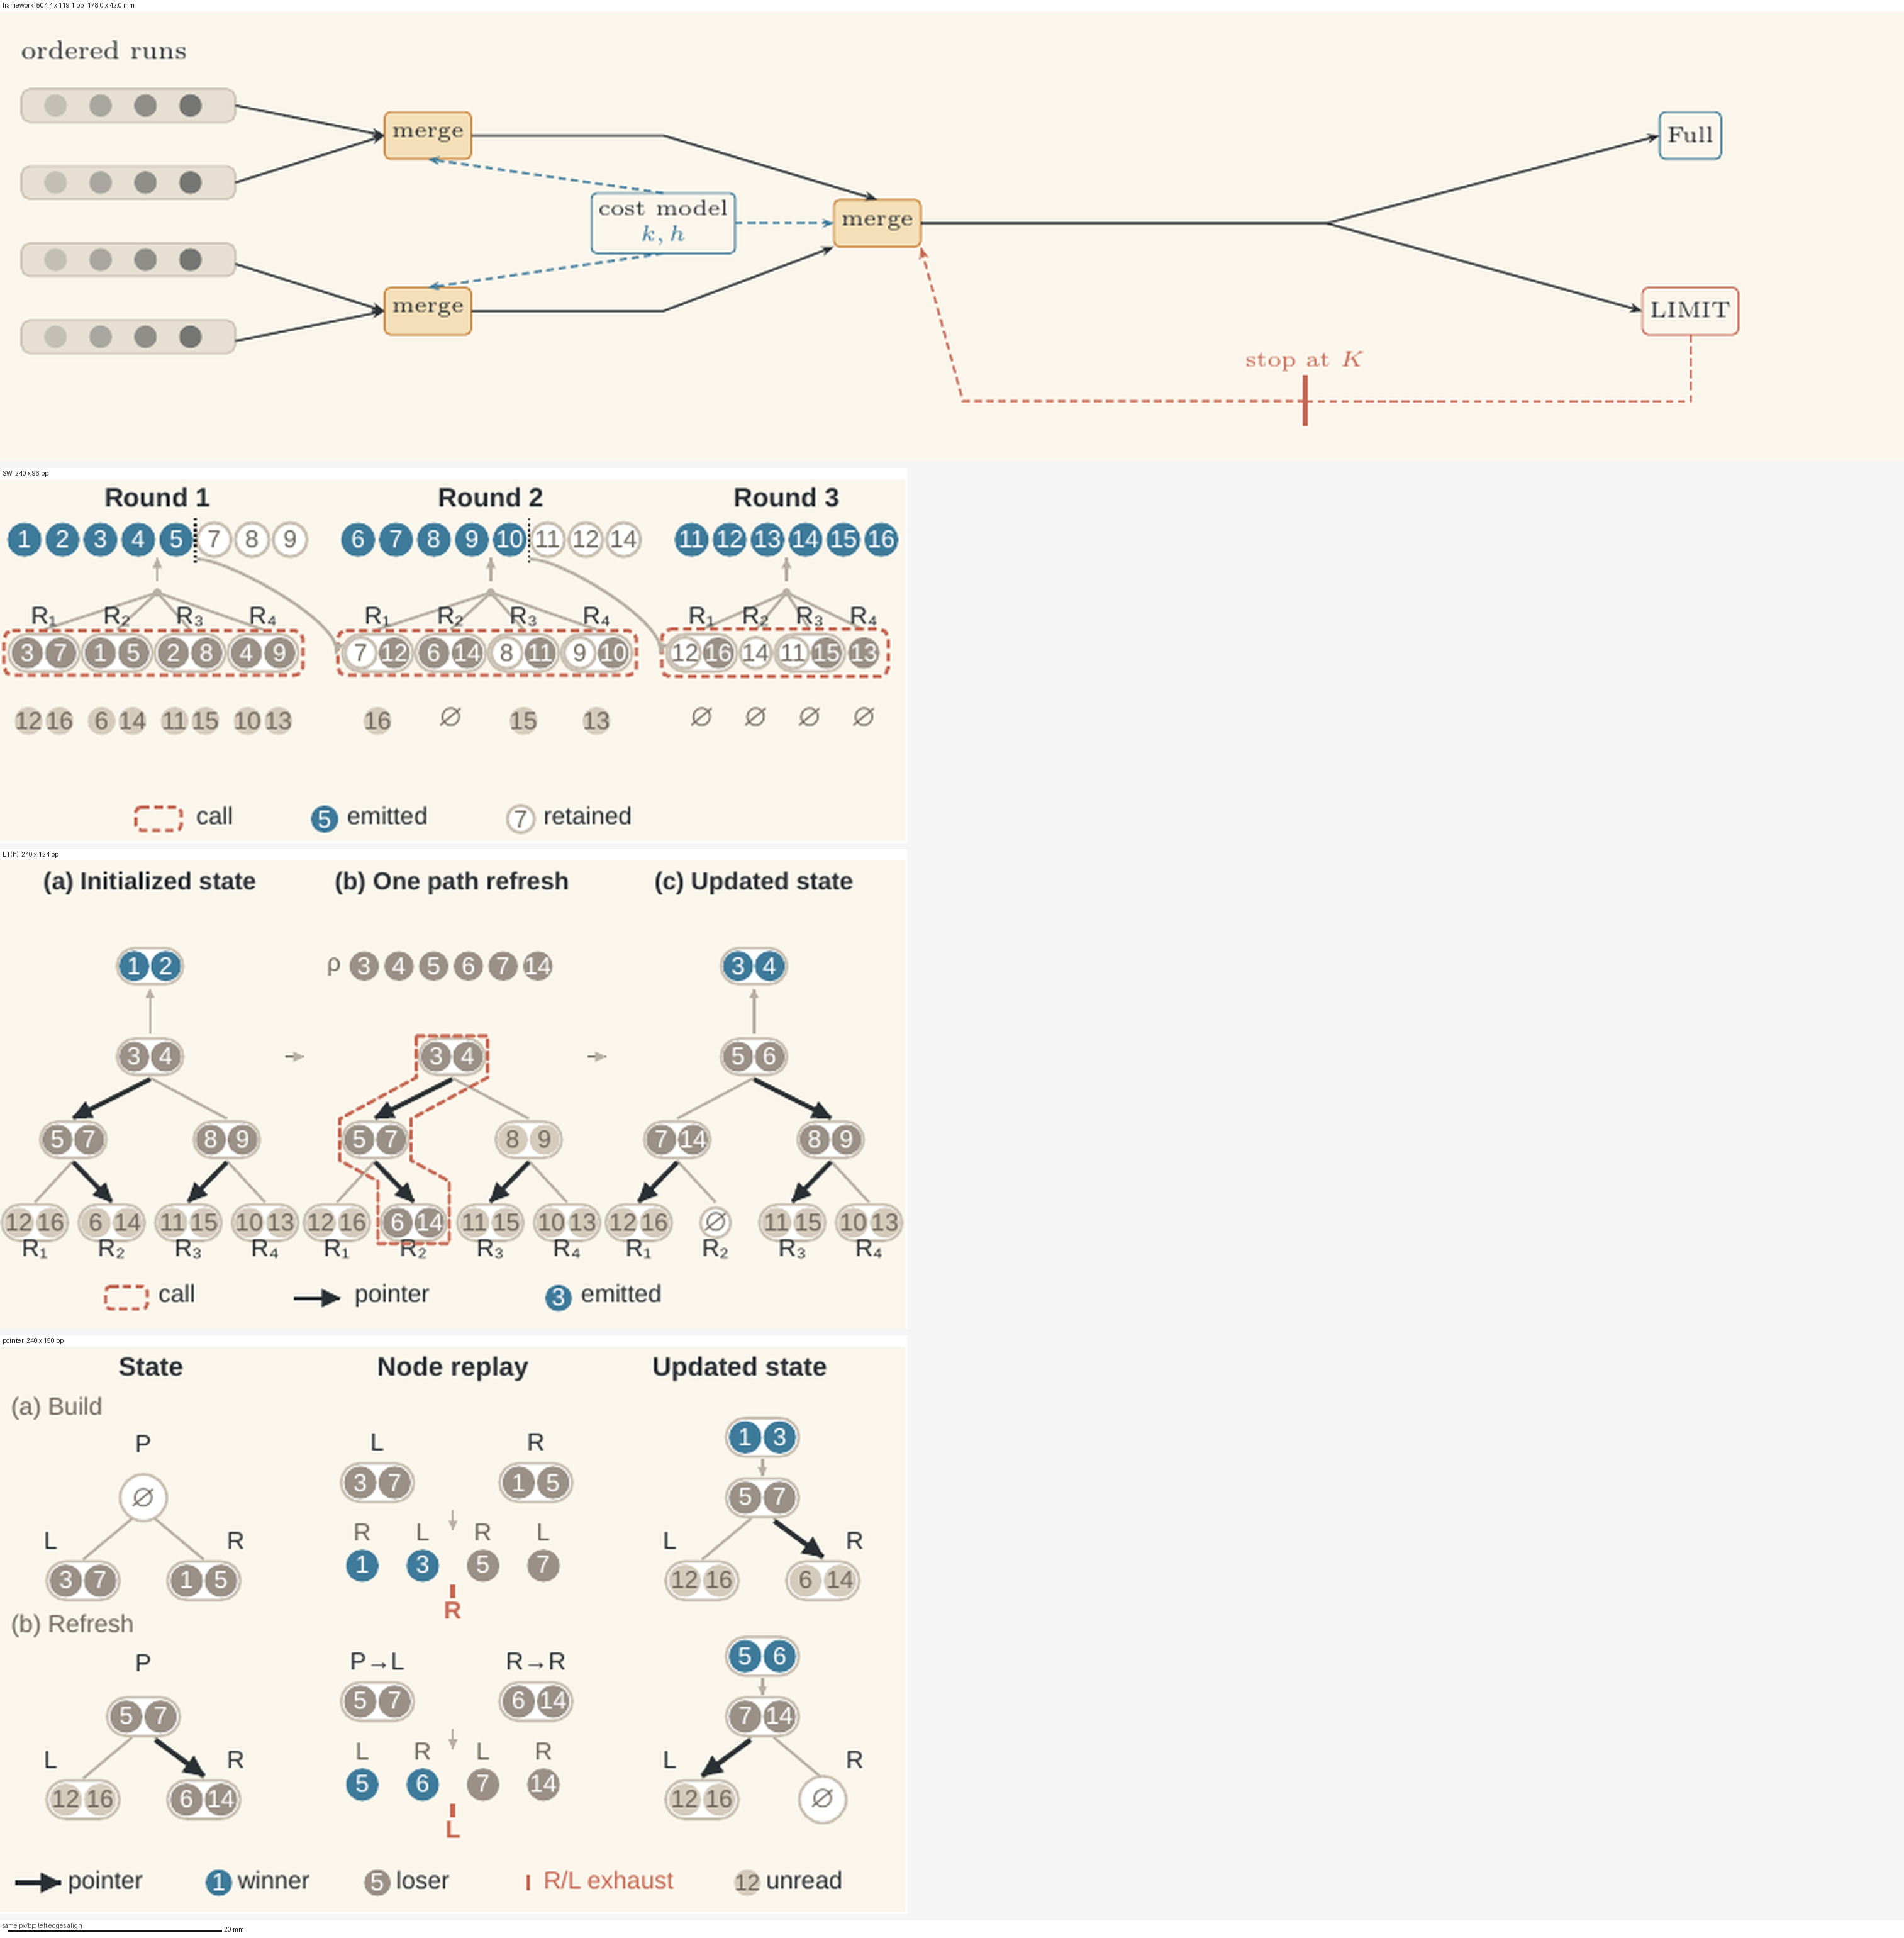 framework 504.4 x 119.1 bp 178.0 x 42.0 mm
ordered runs
merge
Full
cost model
k, h
merge
merge
LIMIT
stop at K
SW 240 x 96 bp
Round 1 Round 2 Round 3
1 2 3 4 5 7 8 9 6 7 8 9 10 11 12 14 11 12 13 14 15 16
R₁ R₂ R₃ R₄ R₁ R₂ R₃ R₄ R₁ R₂ R₃ R₄
3 7 1 5 2 8 4 9 7 12 6 14 8 11 9 10 12 16 14 11 15 13
12 16 6 14 11 15 10 13 16 ∅ 15 13 ∅ ∅ ∅ ∅
call 5 emitted 7 retained
LT(h) 240 x 124 bp
(a) Initialized state (b) One path refresh (c) Updated state
1 2 ρ 3 4 5 6 7 14 3 4
3 4 3 4 5 6
5 7 8 9 5 7 8 9 7 14 8 9
12 16 6 14 11 15 10 13 12 16 6 14 11 15 10 13 12 16 ∅ 11 15 10 13
R₁ R₂ R₃ R₄ R₁ R₂ R₃ R₄ R₁ R₂ R₃ R₄
call pointer 3 emitted
pointer 240 x 150 bp
State Node replay Updated state
(a) Build
1 3
P L R
3 7 1 5
∅ 5 7
L R R L R L L R
1 3 5 7
3 7 1 5 12 16 6 14
R
(b) Refresh
5 6
P P→L R→R
5 7 5 7 6 14 7 14
L R L R L R L R
12 16 6 14 5 6 7 14 12 16 ∅
L
pointer 1 winner 5 loser R/L exhaust 12 unread
same px/bp; left edges align
20 mm